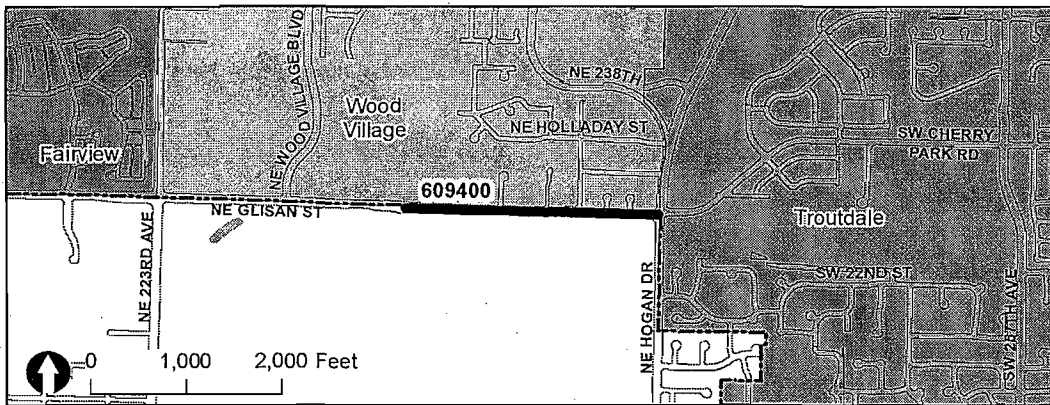 NE WOOD VILLAGE BLVD
NE 238TH
Wood
Village
NE HOLLADAY ST
SW CHERRY
PARK RD
Fairview
609400
NE GLISAN ST
Troutdale
NE 223RD AVE
SW 22ND ST
NE HOGAN DR
SW 257TH AVE
0 1,000 2,000 Feet